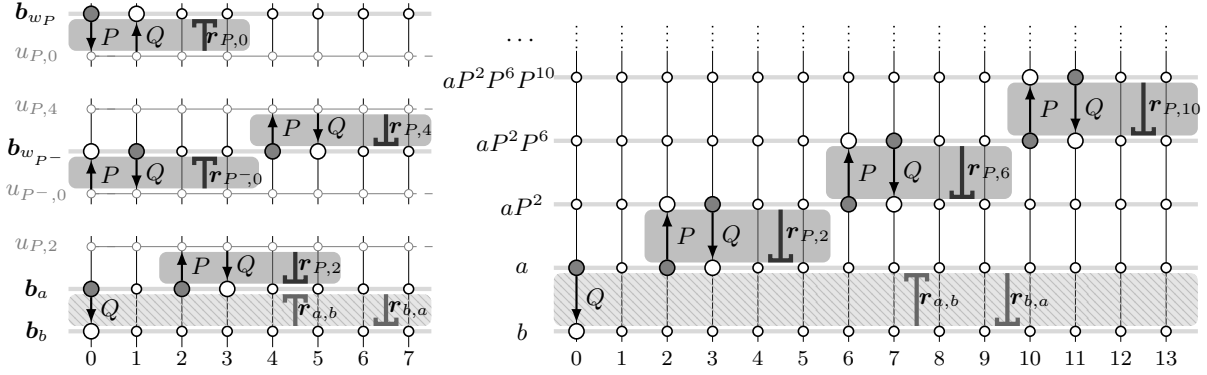 b_{w_P}
P Q r_{P,0}
u_{P,0}
u_{P,4}
P Q r_{P,4}
b_{w_{P^-}}
P Q r_{P^-,0}
u_{P^-,0}
u_{P,2}
P Q r_{P,2}
b_a
Q r_{a,b} r_{b,a}
b_b
0 1 2 3 4 5 6 7
...
aP^2P^6P^{10}
P Q r_{P,10}
aP^2P^6
P Q r_{P,6}
aP^2
P Q r_{P,2}
a
Q r_{a,b} r_{b,a}
b
0 1 2 3 4 5 6 7 8 9 10 11 12 13